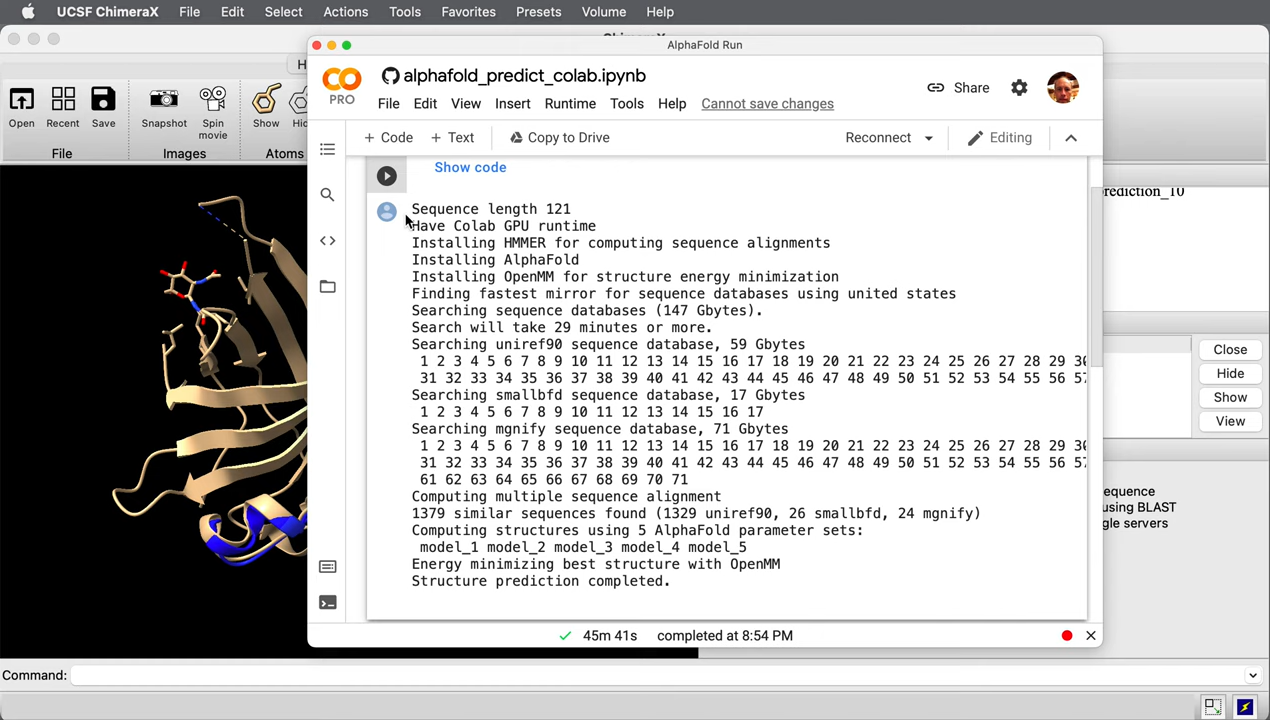 UCSF ChimeraX File Edit Select Actions Tools Favorites Presets Volume Help
AlphaFold Run
alphafold_predict_colab.ipynb
PRO
File Edit View Insert Runtime Tools Help Cannot save changes
Share
+ Code + Text Copy to Drive Reconnect Editing
Open Recent Save Snapshot Spin movie Show
File Images Atoms
Show code
Sequence length 121
Have Colab GPU runtime
Installing HMMER for computing sequence alignments
Installing AlphaFold
Installing OpenMM for structure energy minimization
Finding fastest mirror for sequence databases using united states
Searching sequence databases (147 Gbytes).
Search will take 29 minutes or more.
Searching uniref90 sequence database, 59 Gbytes
1 2 3 4 5 6 7 8 9 10 11 12 13 14 15 16 17 18 19 20 21 22 23 24 25 26 27 28 29 30
31 32 33 34 35 36 37 38 39 40 41 42 43 44 45 46 47 48 49 50 51 52 53 54 55 56 57
Searching smallbfd sequence database, 17 Gbytes
1 2 3 4 5 6 7 8 9 10 11 12 13 14 15 16 17
Searching mgnify sequence database, 71 Gbytes
1 2 3 4 5 6 7 8 9 10 11 12 13 14 15 16 17 18 19 20 21 22 23 24 25 26 27 28 29 30
31 32 33 34 35 36 37 38 39 40 41 42 43 44 45 46 47 48 49 50 51 52 53 54 55 56 57
61 62 63 64 65 66 67 68 69 70 71
Computing multiple sequence alignment
1379 similar sequences found (1329 uniref90, 26 smallbfd, 24 mgnify)
Computing structures using 5 AlphaFold parameter sets:
model_1 model_2 model_3 model_4 model_5
Energy minimizing best structure with OpenMM
Structure prediction completed.
45m 41s completed at 8:54 PM
rediction_10
Close
Hide
Show
View
equence
using BLAST
gle servers
Command: